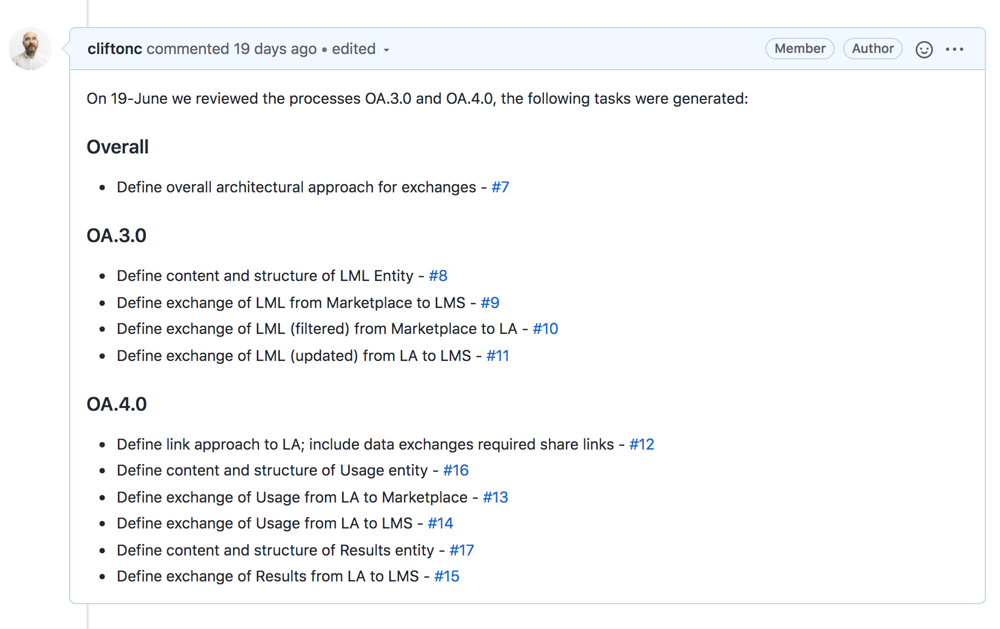 cliftonc commented 19 days ago • edited
Member
Author
On 19-June we reviewed the processes OA.3.0 and OA.4.0, the following tasks were generated:
Overall
• Define overall architectural approach for exchanges - #7
OA.3.0
• Define content and structure of LML Entity - #8
• Define exchange of LML from Marketplace to LMS - #9
• Define exchange of LML (filtered) from Marketplace to LA - #10
• Define exchange of LML (updated) from LA to LMS - #11
OA.4.0
• Define link approach to LA; include data exchanges required share links - #12
• Define content and structure of Usage entity - #16
• Define exchange of Usage from LA to Marketplace - #13
• Define exchange of Usage from LA to LMS - #14
• Define content and structure of Results entity - #17
• Define exchange of Results from LA to LMS - #15